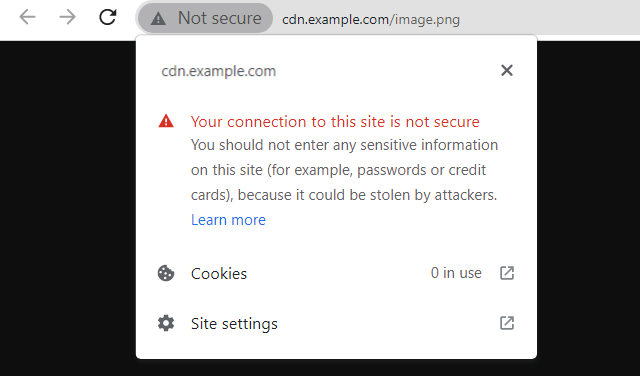 Not secure cdn.example.com/image.png
cdn.example.com
Your connection to this site is not secure
You should not enter any sensitive information
on this site (for example, passwords or credit
cards), because it could be stolen by attackers.
Learn more
Cookies 0 in use
Site settings